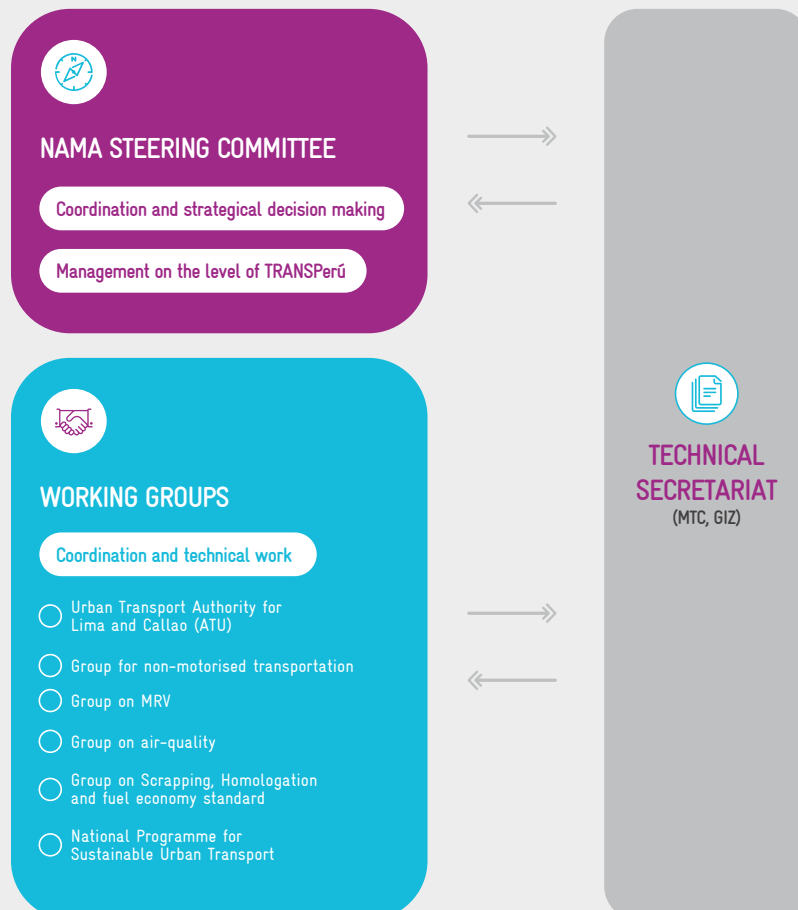 N
NAMA STEERING COMMITTEE
Coordination and strategical decision making
Management on the level of TRANSPerú
WORKING GROUPS
Coordination and technical work
Urban Transport Authority for
Lima and Callao (ATU)
Group for non-motorised transportation
Group on MRV
Group on air-quality
Group on Scrapping, Homologation
and fuel economy standard
National Programme for
Sustainable Urban Transport
TECHNICAL
SECRETARIAT
(MTC, GIZ)